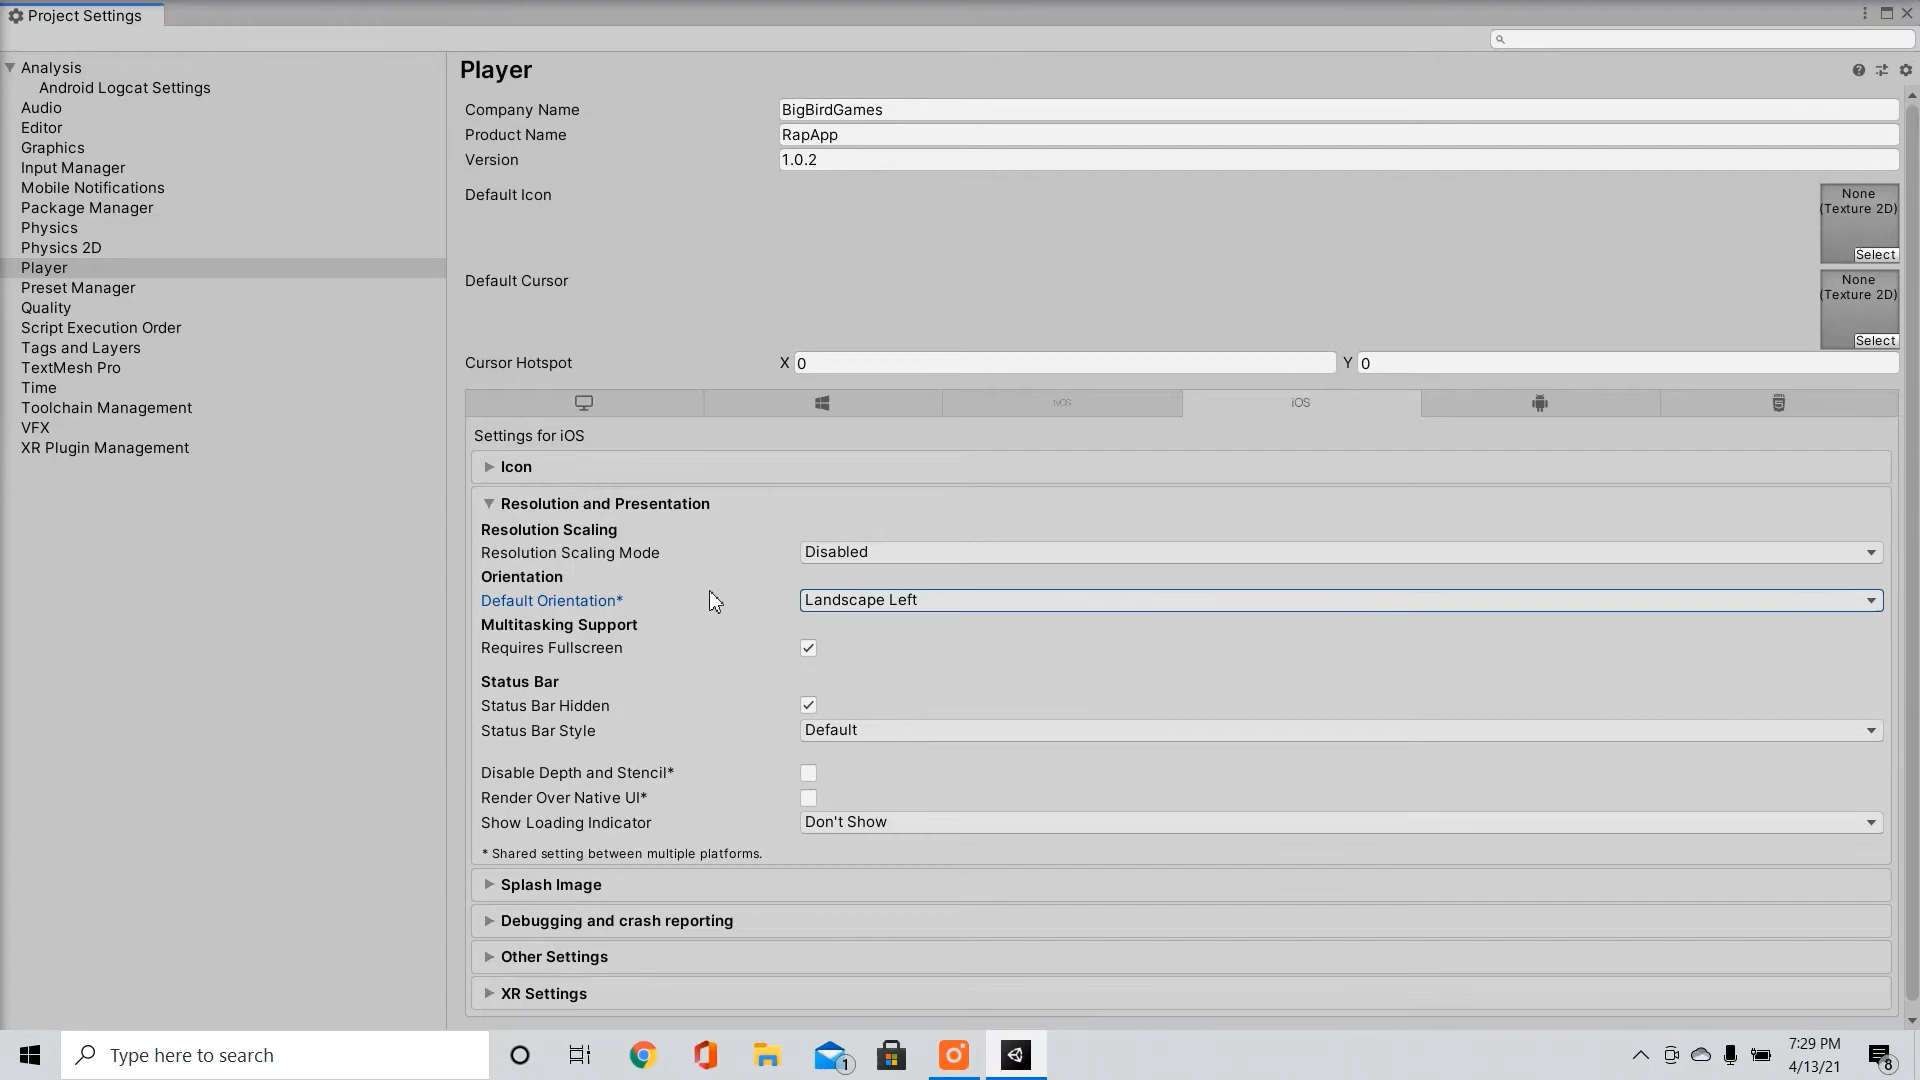 Project Settings
Analysis
Android Logcat Settings
Audio
Editor
Graphics
Input Manager
Mobile Notifications
Package Manager
Physics
Physics 2D
Player
Preset Manager
Quality
Script Execution Order
Tags and Layers
TextMesh Pro
Time
Toolchain Management
VFX
XR Plugin Management
Player
Company Name BigBirdGames
Product Name RapApp
Version 1.0.2
Default Icon
None
(Texture 2D)
Select
Default Cursor
None
(Texture 2D)
Select
Cursor Hotspot X 0 Y 0
tvOS iOS
Settings for iOS
Icon
Resolution and Presentation
Resolution Scaling
Resolution Scaling Mode Disabled
Orientation
Default Orientation* Landscape Left
Multitasking Support
Requires Fullscreen
Status Bar
Status Bar Hidden
Status Bar Style Default
Disable Depth and Stencil*
Render Over Native UI*
Show Loading Indicator Don't Show
* Shared setting between multiple platforms.
Splash Image
Debugging and crash reporting
Other Settings
XR Settings
Type here to search
1
7:29 PM
4/13/21
8